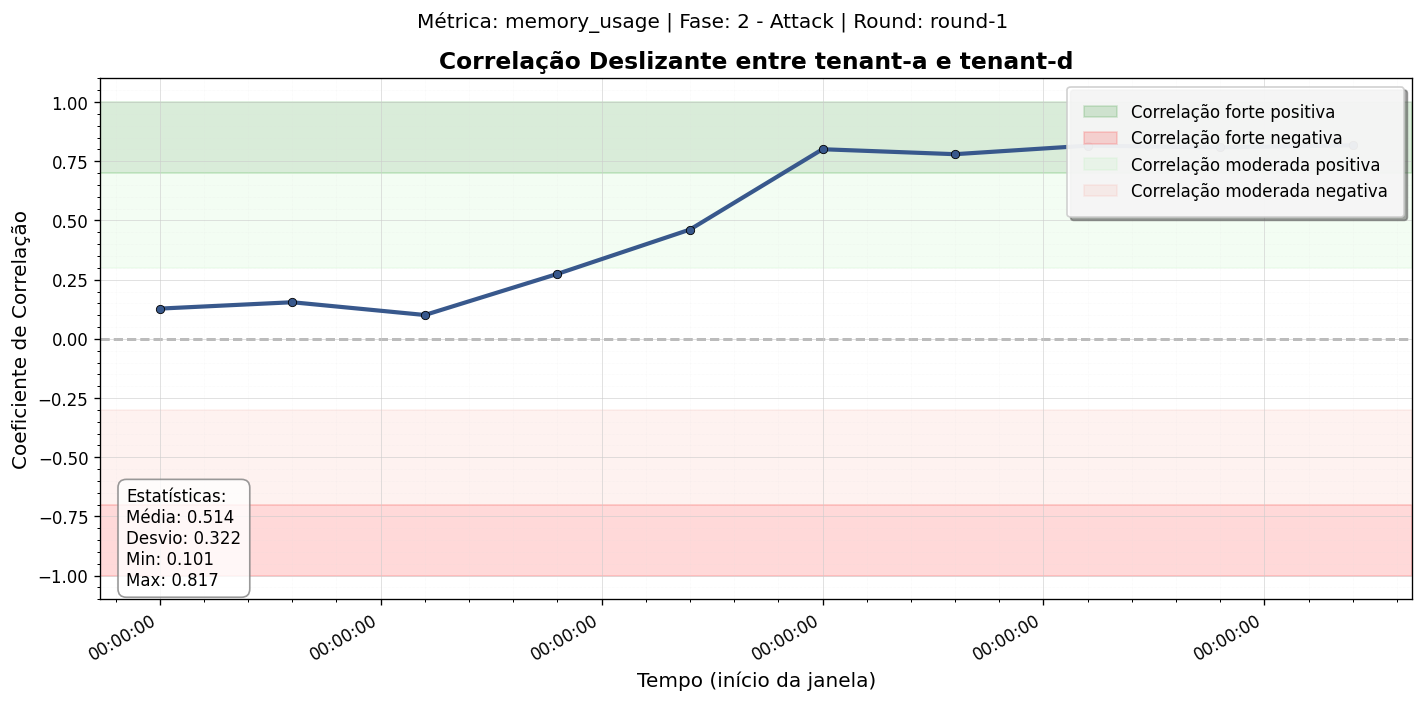 Métrica: memory_usage | Fase: 2 - Attack | Round: round-1
Correlação Deslizante entre tenant-a e tenant-d
Coeficiente de Correlação
1.00
0.75
0.50
0.25
0.00
−0.25
−0.50
−0.75
−1.00
Correlação forte positiva
Correlação forte negativa
Correlação moderada positiva
Correlação moderada negativa
Estatísticas:
Média: 0.514
Desvio: 0.322
Min: 0.101
Max: 0.817
00:00:00
00:00:00
00:00:00
00:00:00
00:00:00
00:00:00
Tempo (início da janela)